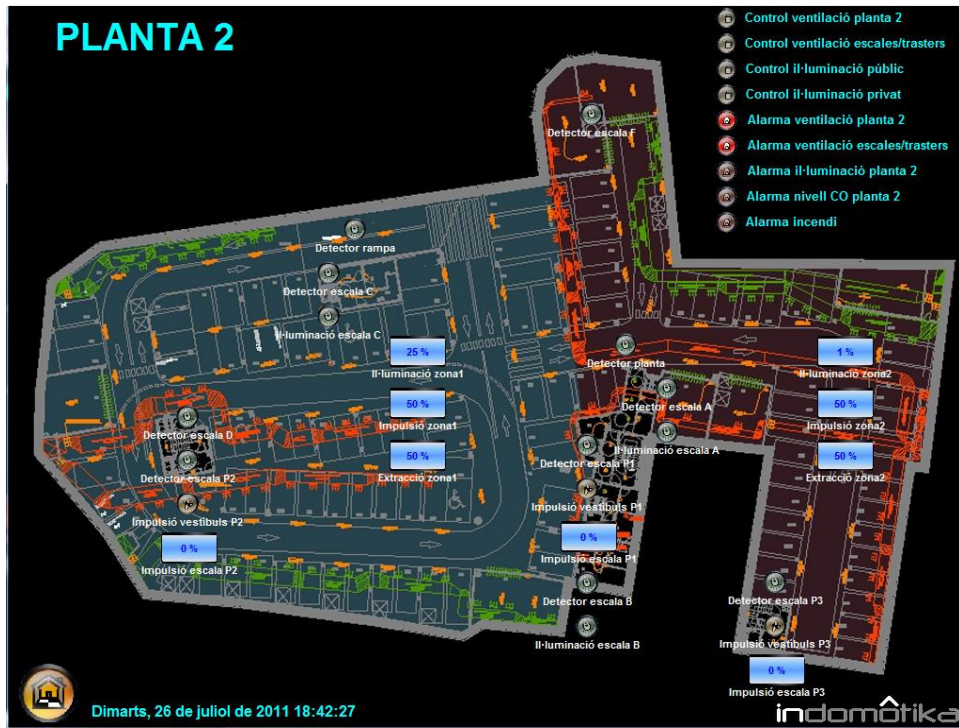 PLANTA 2
Control ventilació planta 2
Control ventilació escales/trasters
Control il·luminació públic
Control il·luminació privat
Alarma ventilació planta 2
Alarma ventilació escales/trasters
Alarma il·luminació planta 2
Alarma nivell CO planta 2
Alarma incendi
Detector escala F
Detector rampa
Detector escala C
Il·luminació escala C
25 %
Il·luminació zona1
Detector planta
1 %
Il·luminació zona2
50 %
Impulsió zona1
Detector escala A
50 %
Impulsió zona2
Detector escala D
Il·luminació escala A
50 %
Extracció zona1
Detector escala P1
50 %
Extracció zona2
Detector escala P2
Impulsió vestibuls P1
Impulsió vestibuls P2
0 %
Impulsió escala P1
0 %
Impulsió escala P2
Detector escala B
Detector escala P3
Il·luminació escala B
Impulsió vestibuls P3
0 %
Impulsió escala P3
Dimarts, 26 de juliol de 2011 18:42:27
indomôtika